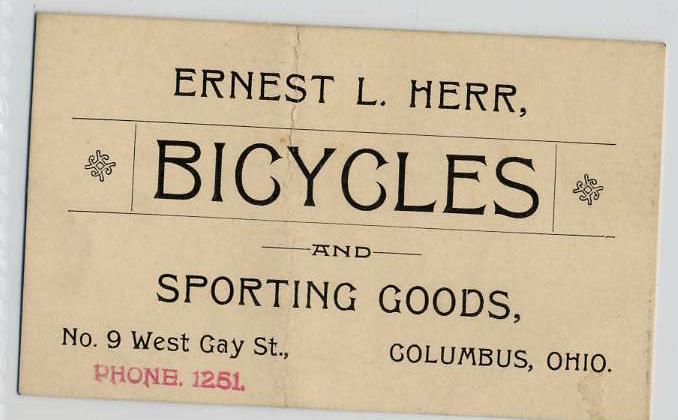 ERNEST L. HERR,
BICYCLES
AND
SPORTING GOODS,
No. 9 West Gay St., COLUMBUS, OHIO.
PHONE. 1251.